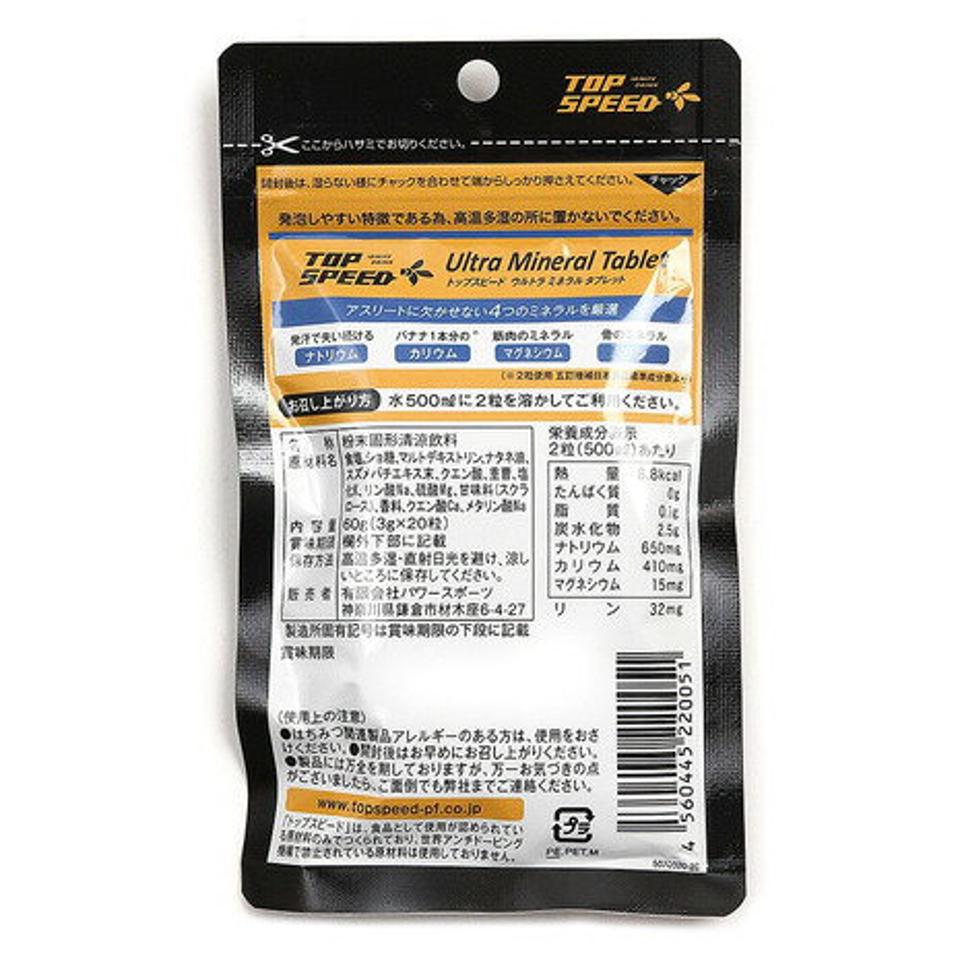 TOP
SPEED
ここからハサミでお切りください。
開封後は、湿らない様にチャックを合わせて端からしっかり押さえてください。
チャック
発泡しやすい特徴である為、高温多湿の所に置かないでください。
TOP
SPEED
Ultra Mineral Tablet
トップスピード ウルトラ ミネラル タブレット
アスリートに欠かせない4つのミネラルを厳選
発汗で失い続ける バナナ1本分の※ 筋肉のミネラル 骨のミネラル
ナトリウム カリウム マグネシウム
お召し上がり方 水500mlに2粒を溶かしてご利用ください。
名称 粉末固形清涼飲料
原材料名 食塩、ショ糖、マルトデキストリン、ナタネ油、
スズメバチエキス末、クエン酸、重曹、塩
化K、リン酸Na、硫酸Mg、甘味料(スクラ
ロース)、香料、クエン酸Ca、メタリン酸Na
内容量 60g(3g×20粒)
賞味期限 欄外下部に記載
保存方法 高温多湿・直射日光を避け、涼し
いところに保存してください。
販売者 有限会社パワースポーツ
神奈川県鎌倉市材木座6-4-27
製造所固有記号は賞味期限の下段に記載
賞味期限
栄養成分表示
2粒(500ml)あたり
熱量 8.8kcal
たんぱく質 0g
脂質 0.1g
炭水化物 2.5g
ナトリウム 650mg
カリウム 410mg
マグネシウム 15mg
リン 32mg
(使用上の注意)
●はちみつ関連製品アレルギーのある方は、使用をおさ
けください。●開封後はお早めにお召し上がりください。
●製品には万全を期しておりますが、万一お気づきの点
がございましたら、ご面倒でも弊社までご連絡ください。
www.topspeed-pf.co.jp
「トップスピード」は、食品として使用が認められてい
る原材料のみでつくられており、世界アンチドーピング
機構で禁止されている原材料は使用しておりません。
プラ
PE,PET,M
4 560445 220051